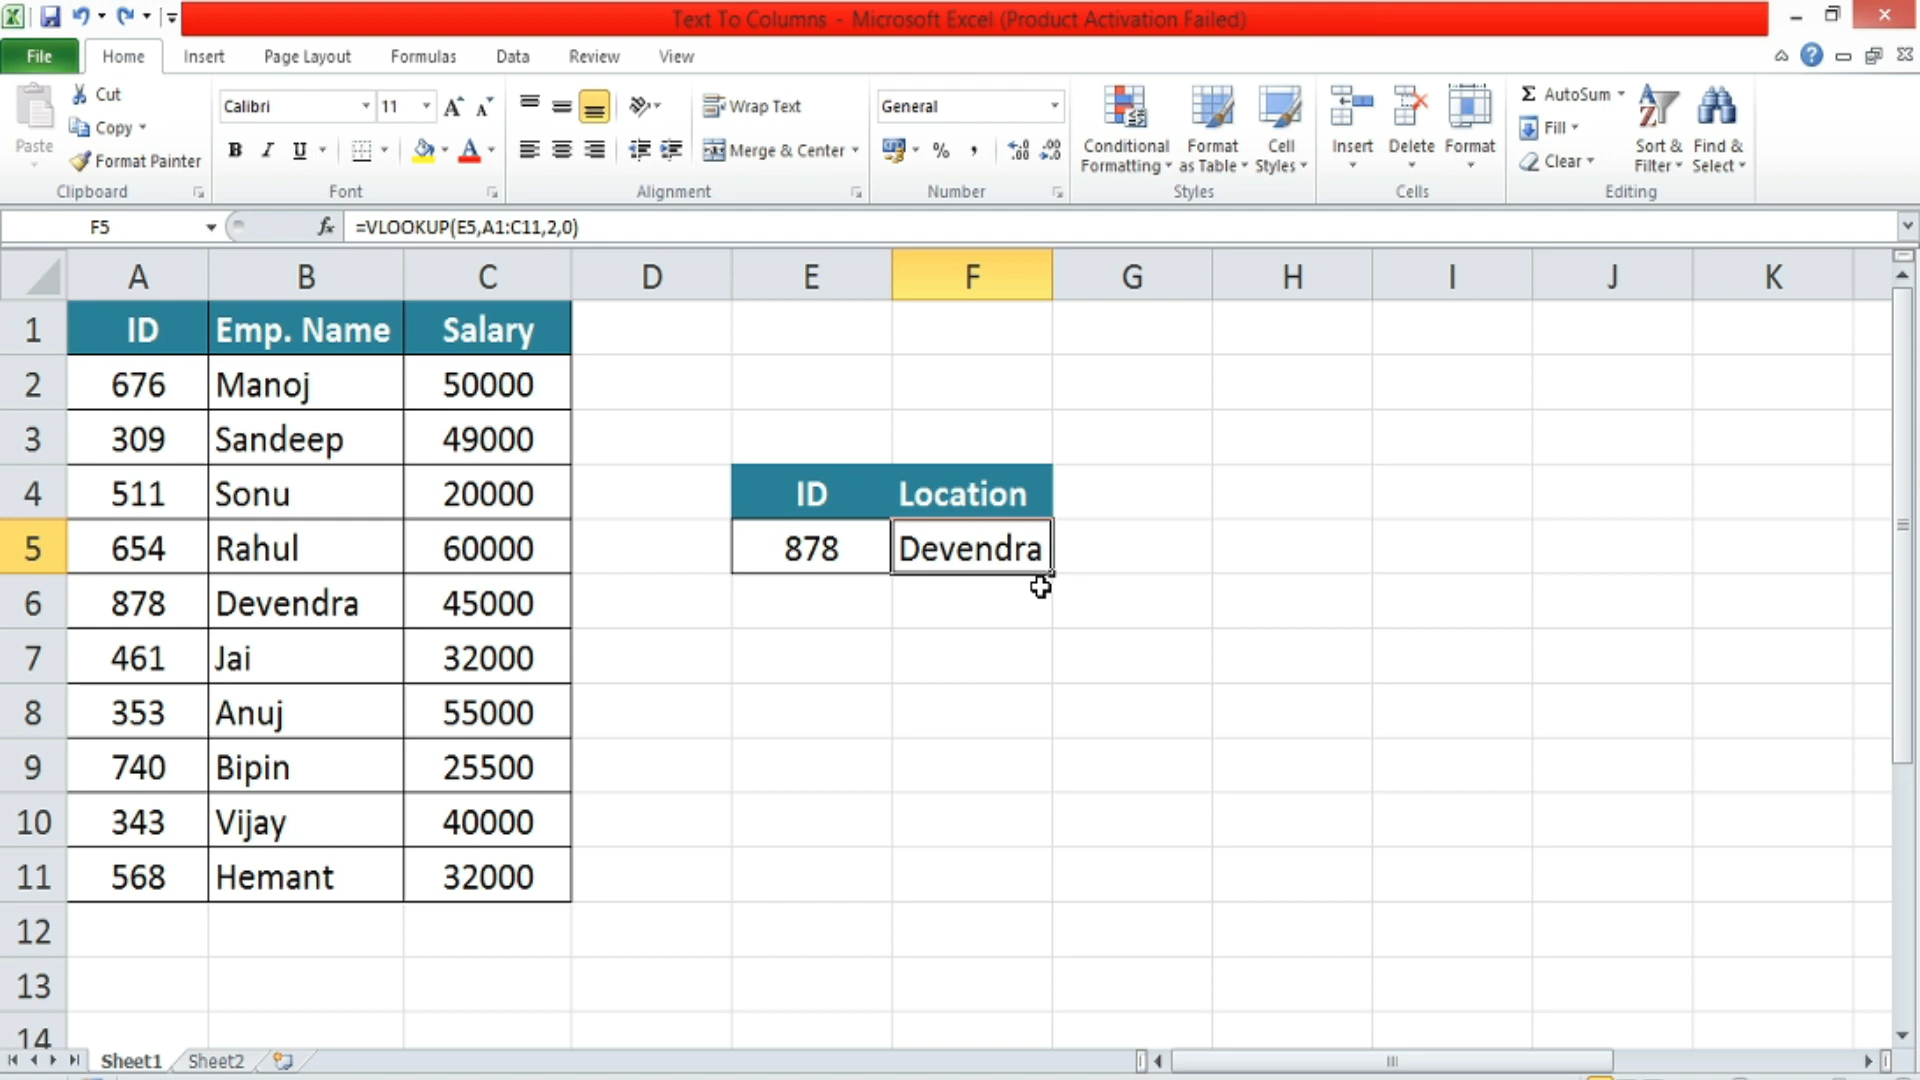 Text To Columns - Microsoft Excel (Product Activation Failed)
File Home Insert Page Layout Formulas Data Review View
Paste
Cut
Copy
Format Painter
Clipboard
Calibri 11
B I U
Font
Wrap Text
Merge & Center
Alignment
General
%
Number
Conditional Formatting
Format as Table
Cell Styles
Styles
Insert Delete Format
Cells
Σ AutoSum
Fill
Clear
Sort & Filter
Find & Select
Editing
F5 fx =VLOOKUP(E5,A1:C11,2,0)
A B C D E F G H I J K
1 ID Emp. Name Salary
2 676 Manoj 50000
3 309 Sandeep 49000
4 511 Sonu 20000 ID Location
5 654 Rahul 60000 878 Devendra
6 878 Devendra 45000
7 461 Jai 32000
8 353 Anuj 55000
9 740 Bipin 25500
10 343 Vijay 40000
11 568 Hemant 32000
12
13
14
Sheet1 Sheet2